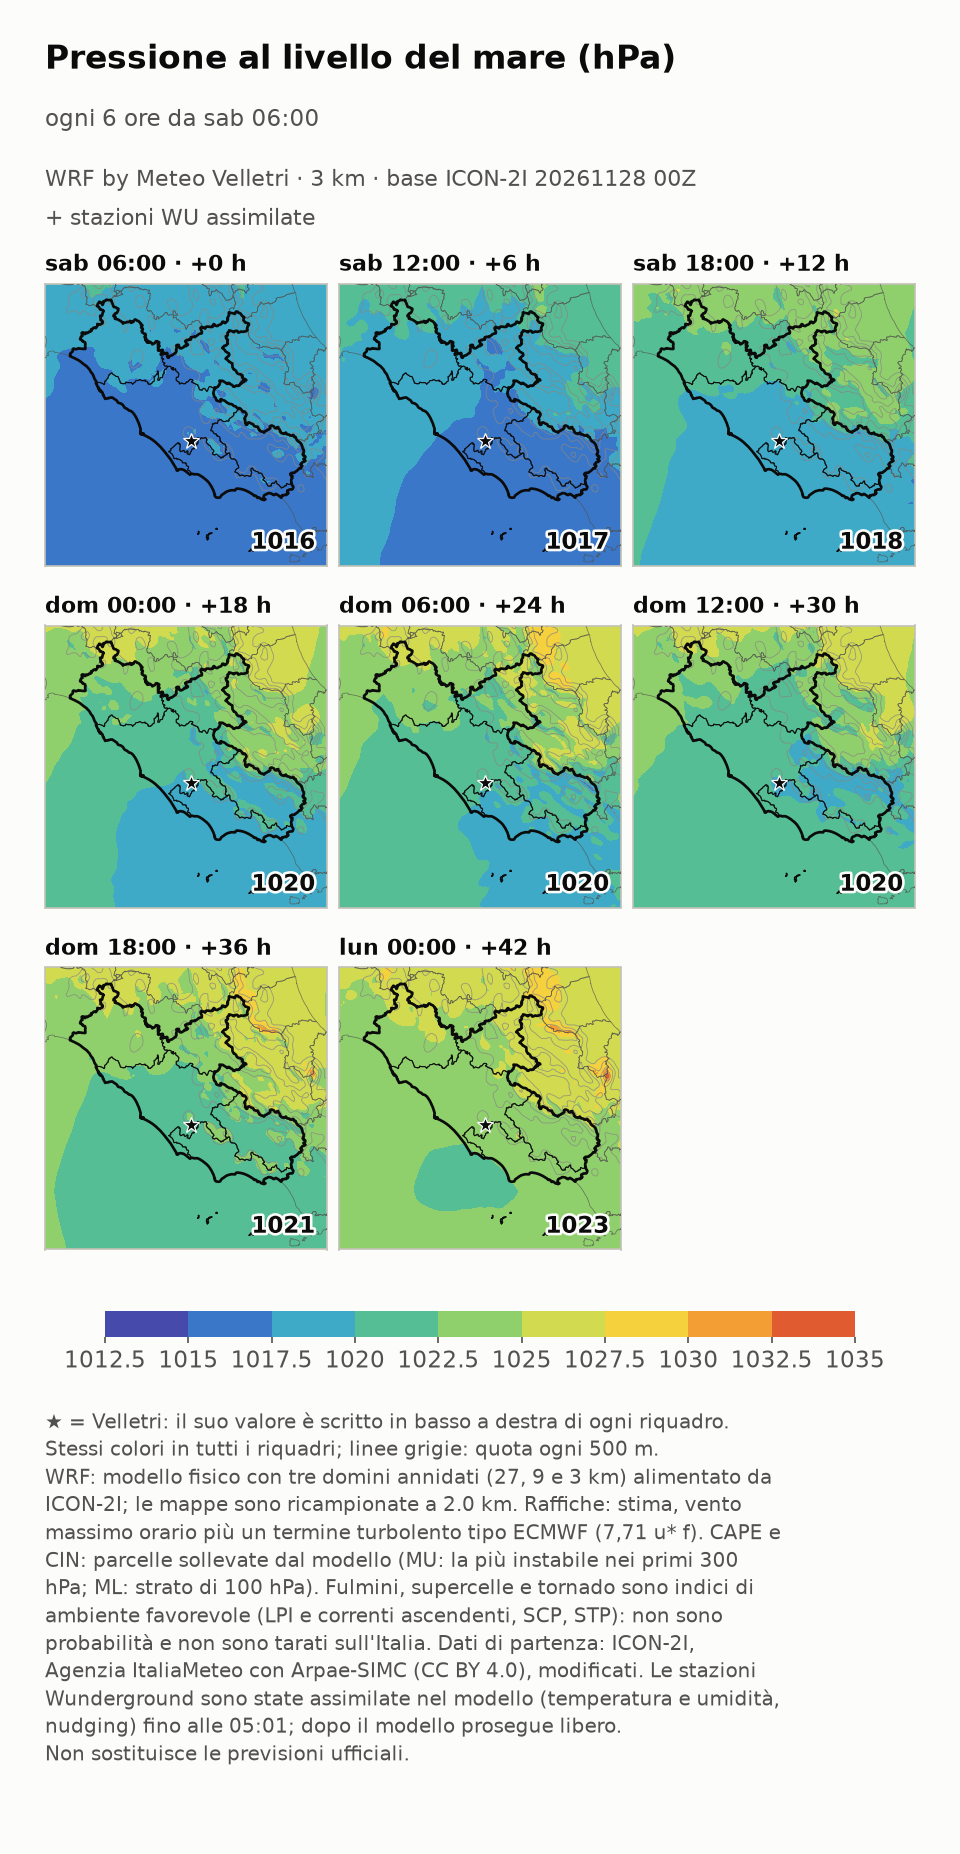 Pressione al livello del mare (hPa)
ogni 6 ore da sab 06:00
WRF by Meteo Velletri · 3 km · base ICON-2I 20261128 00Z
+ stazioni WU assimilate
sab 06:00 · +0 h
sab 12:00 · +6 h
sab 18:00 · +12 h
1016
1017
1018
dom 00:00 · +18 h
dom 06:00 · +24 h
dom 12:00 · +30 h
1020
1020
1020
dom 18:00 · +36 h
lun 00:00 · +42 h
1021
1023
1012.5 1015 1017.5 1020 1022.5 1025 1027.5 1030 1032.5 1035
★ = Velletri: il suo valore è scritto in basso a destra di ogni riquadro.
Stessi colori in tutti i riquadri; linee grigie: quota ogni 500 m.
WRF: modello fisico con tre domini annidati (27, 9 e 3 km) alimentato da
ICON-2I; le mappe sono ricampionate a 2.0 km. Raffiche: stima, vento
massimo orario più un termine turbolento tipo ECMWF (7,71 u* f). CAPE e
CIN: parcelle sollevate dal modello (MU: la più instabile nei primi 300
hPa; ML: strato di 100 hPa). Fulmini, supercelle e tornado sono indici di
ambiente favorevole (LPI e correnti ascendenti, SCP, STP): non sono
probabilità e non sono tarati sull'Italia. Dati di partenza: ICON-2I,
Agenzia ItaliaMeteo con Arpae-SIMC (CC BY 4.0), modificati. Le stazioni
Wunderground sono state assimilate nel modello (temperatura e umidità,
nudging) fino alle 05:01; dopo il modello prosegue libero.
Non sostituisce le previsioni ufficiali.